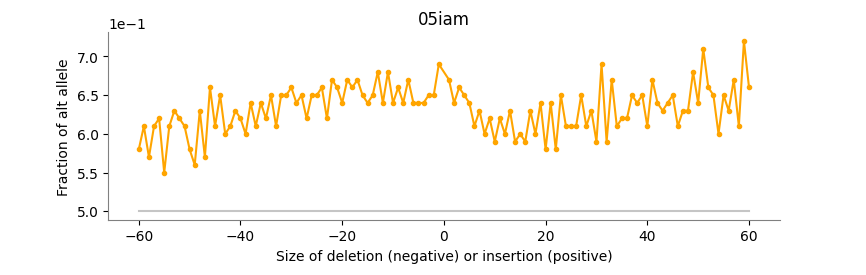 05iam
1e−1
7.0
6.5
6.0
5.5
5.0
Fraction of alt allele
−60 −40 −20 0 20 40 60
Size of deletion (negative) or insertion (positive)